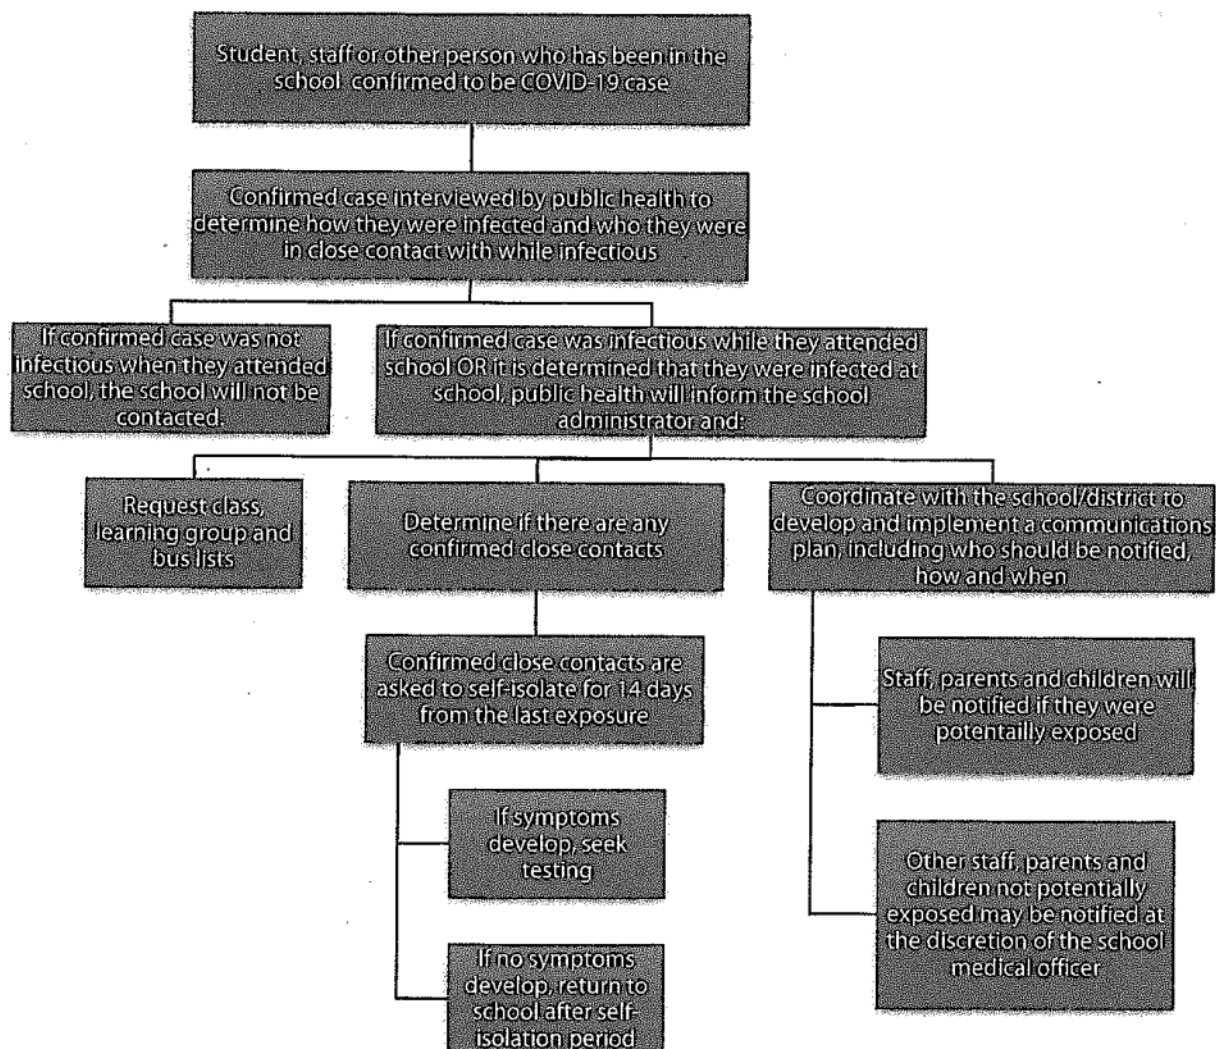 Student, staff or other person who has been in the
school confirmed to be COVID-19 case
Confirmed case interviewed by public health to
determine how they were infected and who they were
in close contact with while infectious
If confirmed case was not
infectious when they attended
school, the school will not be
contacted.
If confirmed case was infectious while they attended
school OR it is determined that they were infected at
school, public health will inform the school
administrator and:
Request class,
learning group and
bus lists
Determine if there are any
confirmed close contacts
Coordinate with the school/district to
develop and implement a communications
plan, including who should be notified,
how and when
Confirmed close contacts are
asked to self-isolate for 14 days
from the last exposure
Staff, parents and children will
be notified if they were
potentailly exposed
If symptoms
develop, seek
testing
Other staff, parents and
children not potentially
exposed may be notified at
the discretion of the school
medical officer
If no symptoms
develop, return to
school after self-
isolation period